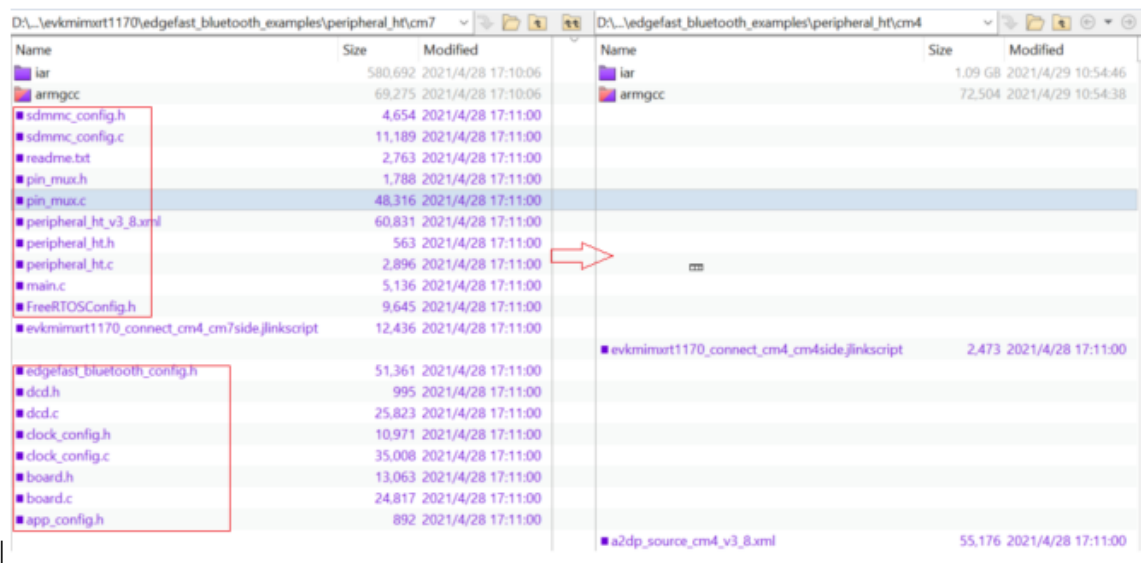 D:\...\evkmimxrt1170\edgefast_bluetooth_examples\peripheral_ht\cm7 D:\...\edgefast_bluetooth_examples\peripheral_ht\cm4
Name Size Modified Name Size Modified
iar 580,692 2021/4/28 17:10:06 iar 1.09 GB 2021/4/29 10:54:46
armgcc 69,275 2021/4/28 17:10:06 armgcc 72,504 2021/4/29 10:54:38
sdmmc_config.h 4,654 2021/4/28 17:11:00
sdmmc_config.c 11,189 2021/4/28 17:11:00
readme.txt 2,763 2021/4/28 17:11:00
pin_mux.h 1,788 2021/4/28 17:11:00
pin_mux.c 48,316 2021/4/28 17:11:00
peripheral_ht_v3_8.xml 60,831 2021/4/28 17:11:00
peripheral_ht.h 563 2021/4/28 17:11:00
peripheral_ht.c 2,896 2021/4/28 17:11:00
main.c 5,136 2021/4/28 17:11:00
FreeRTOSConfig.h 9,645 2021/4/28 17:11:00
evkmimxrt1170_connect_cm4_cm7side.jlinkscript 12,436 2021/4/28 17:11:00
evkmimxrt1170_connect_cm4_cm4side.jlinkscript 2,473 2021/4/28 17:11:00
edgefast_bluetooth_config.h 51,361 2021/4/28 17:11:00
dcd.h 995 2021/4/28 17:11:00
dcd.c 25,823 2021/4/28 17:11:00
clock_config.h 10,971 2021/4/28 17:11:00
clock_config.c 35,008 2021/4/28 17:11:00
board.h 13,063 2021/4/28 17:11:00
board.c 24,817 2021/4/28 17:11:00
app_config.h 892 2021/4/28 17:11:00
a2dp_source_cm4_v3_8.xml 55,176 2021/4/28 17:11:00